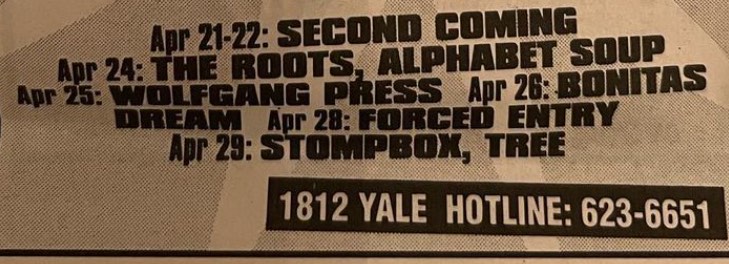 Apr 21-22: SECOND COMING
Apr 24: THE ROOTS, ALPHABET SOUP
Apr 25: WOLFGANG PRESS Apr 26: BONITAS
DREAM Apr 28: FORCED ENTRY
Apr 29: STOMPBOX, TREE
1812 YALE HOTLINE: 623-6651